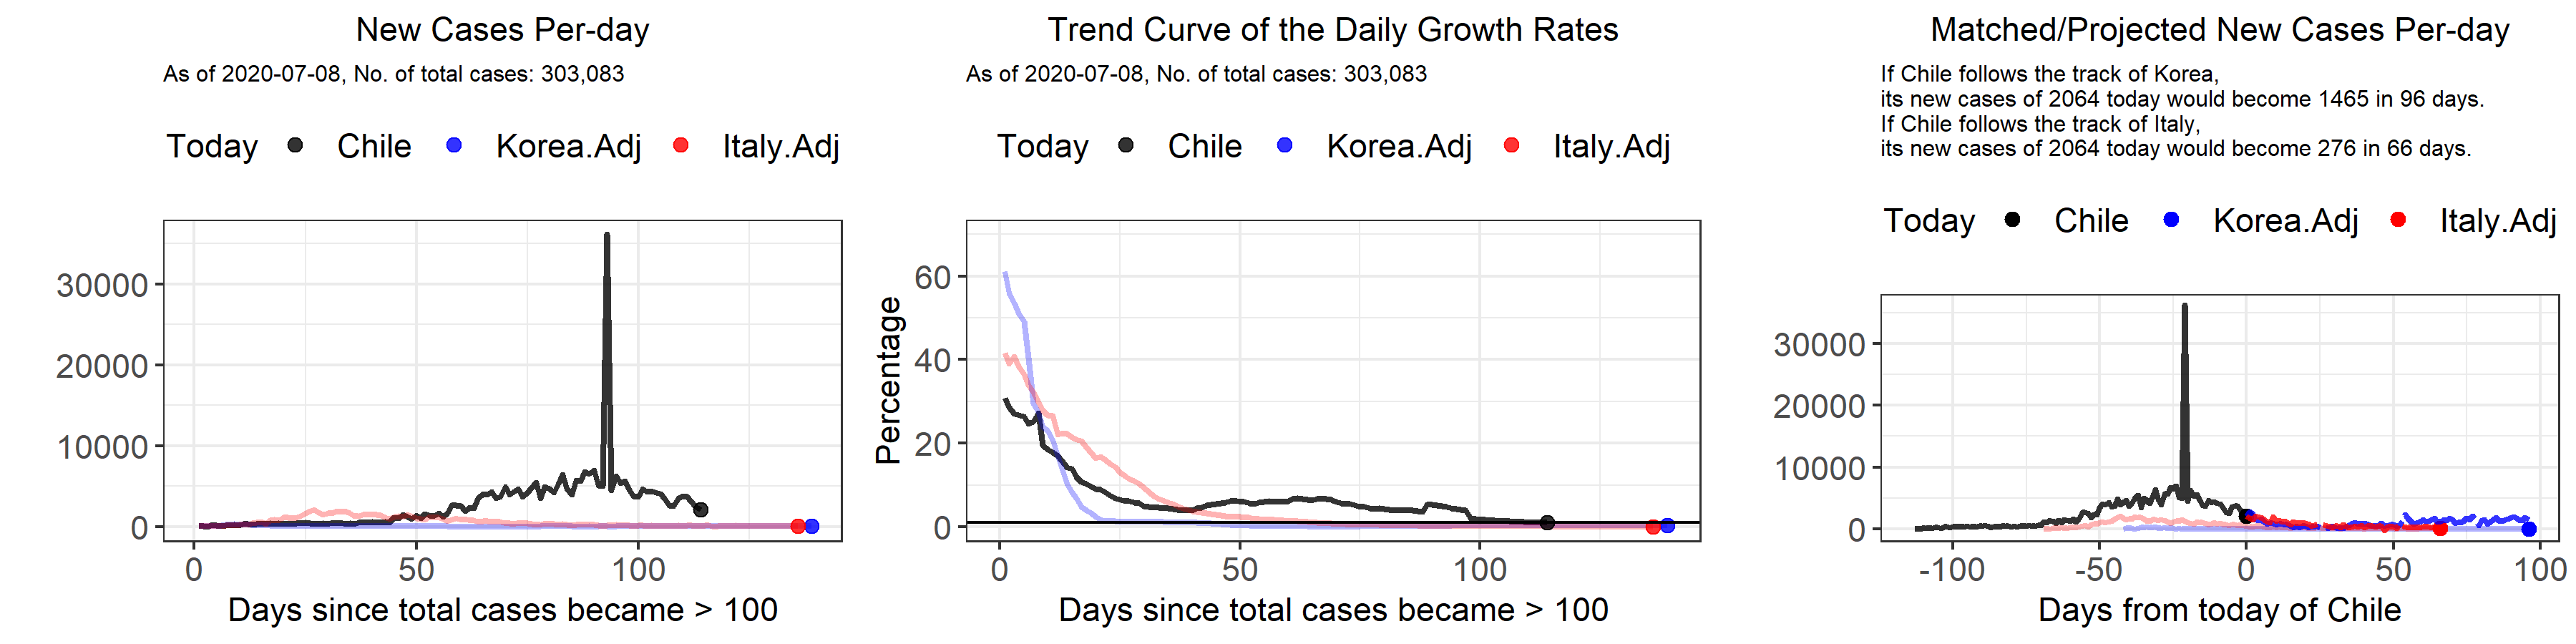 New Cases Per-day
As of 2020-07-08, No. of total cases: 303,083
Today Chile Korea.Adj Italy.Adj
30000
20000
10000
0
0 50 100
Days since total cases became > 100
Trend Curve of the Daily Growth Rates
As of 2020-07-08, No. of total cases: 303,083
Today Chile Korea.Adj Italy.Adj
Percentage
60
40
20
0
0 50 100
Days since total cases became > 100
Matched/Projected New Cases Per-day
If Chile follows the track of Korea,
its new cases of 2064 today would become 1465 in 96 days.
If Chile follows the track of Italy,
its new cases of 2064 today would become 276 in 66 days.
Today Chile Korea.Adj Italy.Adj
30000
20000
10000
0
-100 -50 0 50 100
Days from today of Chile